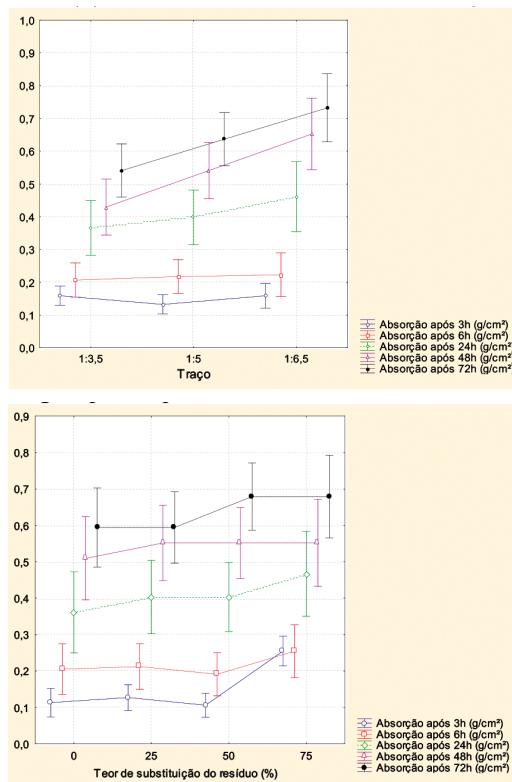 1,0
0,9
0,8
0,7
0,6
0,5
0,4
0,3
0,2
0,1
0,0
1:3,5 1:5 1:6,5
Traço
Absorção após 3h (g/cm²)
Absorção após 6h (g/cm²)
Absorção após 24h (g/cm²)
Absorção após 48h (g/cm²)
Absorção após 72h (g/cm²)
0,9
0,8
0,7
0,6
0,5
0,4
0,3
0,2
0,1
0,0
0 25 50 75
Teor de substituição do resíduo (%)
Absorção após 3h (g/cm²)
Absorção após 6h (g/cm²)
Absorção após 24h (g/cm²)
Absorção após 48h (g/cm²)
Absorção após 72h (g/cm²)